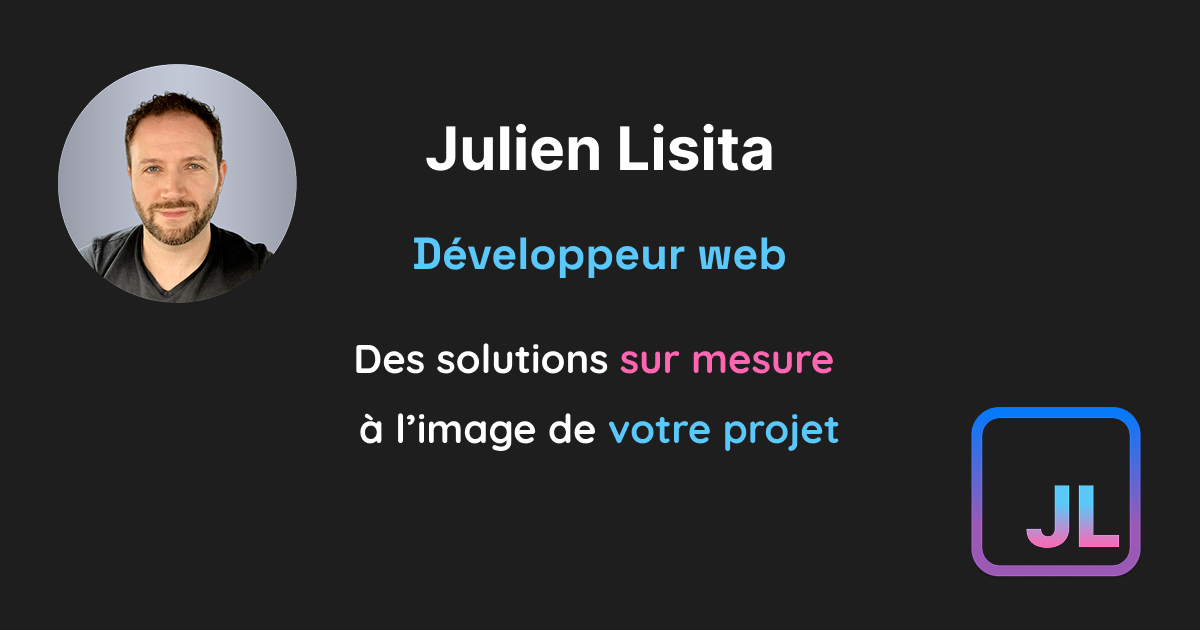 Julien Lisita
Développeur web
Des solutions sur mesure
à l’image de votre projet
JL